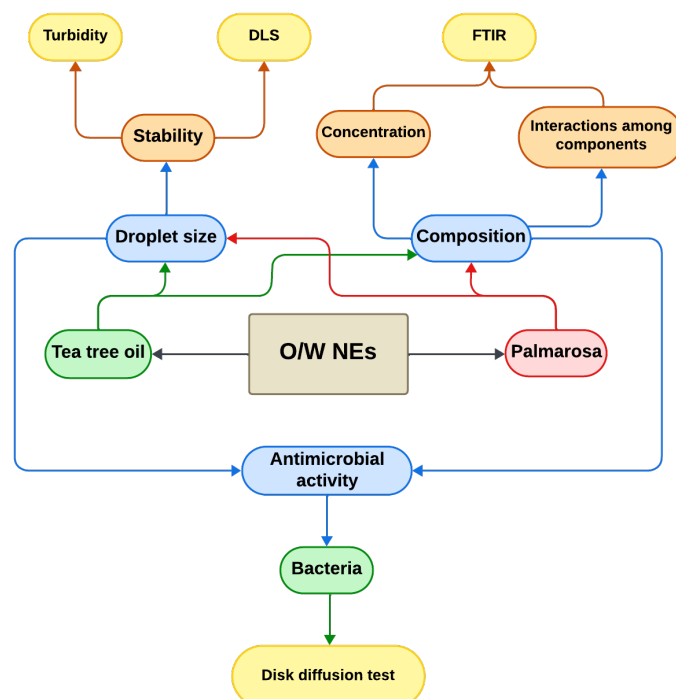 Turbidity
DLS
FTIR
Stability
Concentration
Interactions among
components
Droplet size
Composition
Tea tree oil
O/W NEs
Palmarosa
Antimicrobial
activity
Bacteria
Disk diffusion test